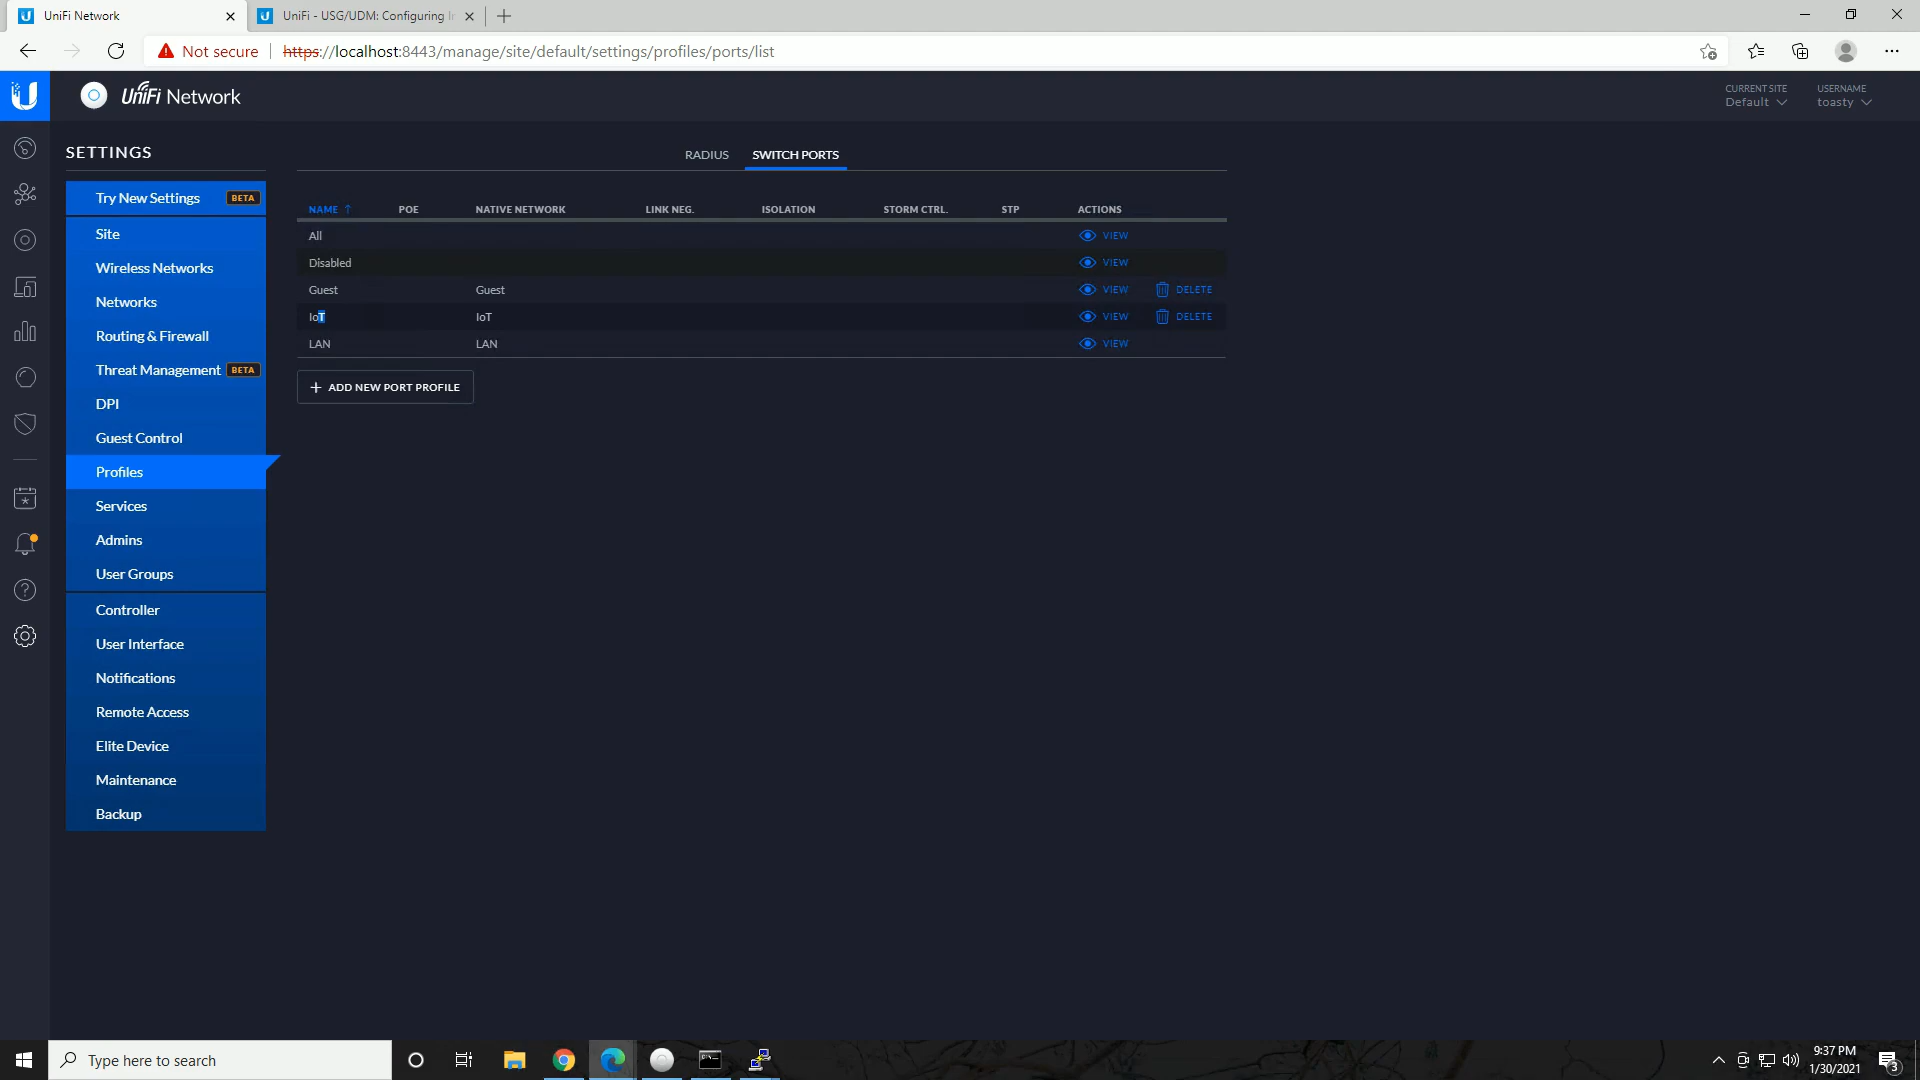 UniFi Network
UniFi - USG/UDM: Configuring In
Not secure
https://localhost:8443/manage/site/default/settings/profiles/ports/list
UniFi Network
CURRENT SITE
Default
USERNAME
toasty
SETTINGS
RADIUS
SWITCH PORTS
Try New Settings BETA
Site
Wireless Networks
Networks
Routing & Firewall
Threat Management BETA
DPI
Guest Control
Profiles
Services
Admins
User Groups
Controller
User Interface
Notifications
Remote Access
Elite Device
Maintenance
Backup
NAME POE NATIVE NETWORK LINK NEG. ISOLATION STORM CTRL. STP ACTIONS
All VIEW
Disabled VIEW
Guest Guest VIEW DELETE
IoT IoT VIEW DELETE
LAN LAN VIEW
+ ADD NEW PORT PROFILE
Type here to search
9:37 PM
1/30/2021
3